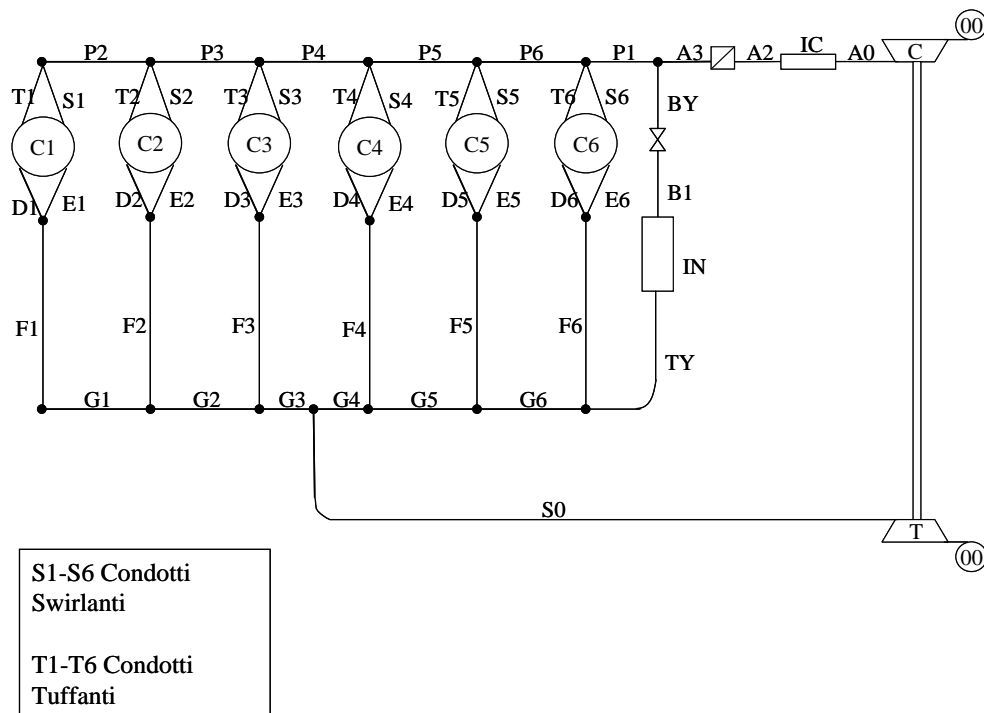 00
P2 P3 P4 P5 P6 P1 A3 A2 IC A0 C
T1 S1 T2 S2 T3 S3 T4 S4 T5 S5 T6 S6 BY
C1 C2 C3 C4 C5 C6
D1 E1 D2 E2 D3 E3 D4 E4 D5 E5 D6 E6 B1
IN
F1 F2 F3 F4 F5 F6
TY
G1 G2 G3 G4 G5 G6
S0
T
00
S1-S6 Condotti
Swirlanti
T1-T6 Condotti
Tuffanti